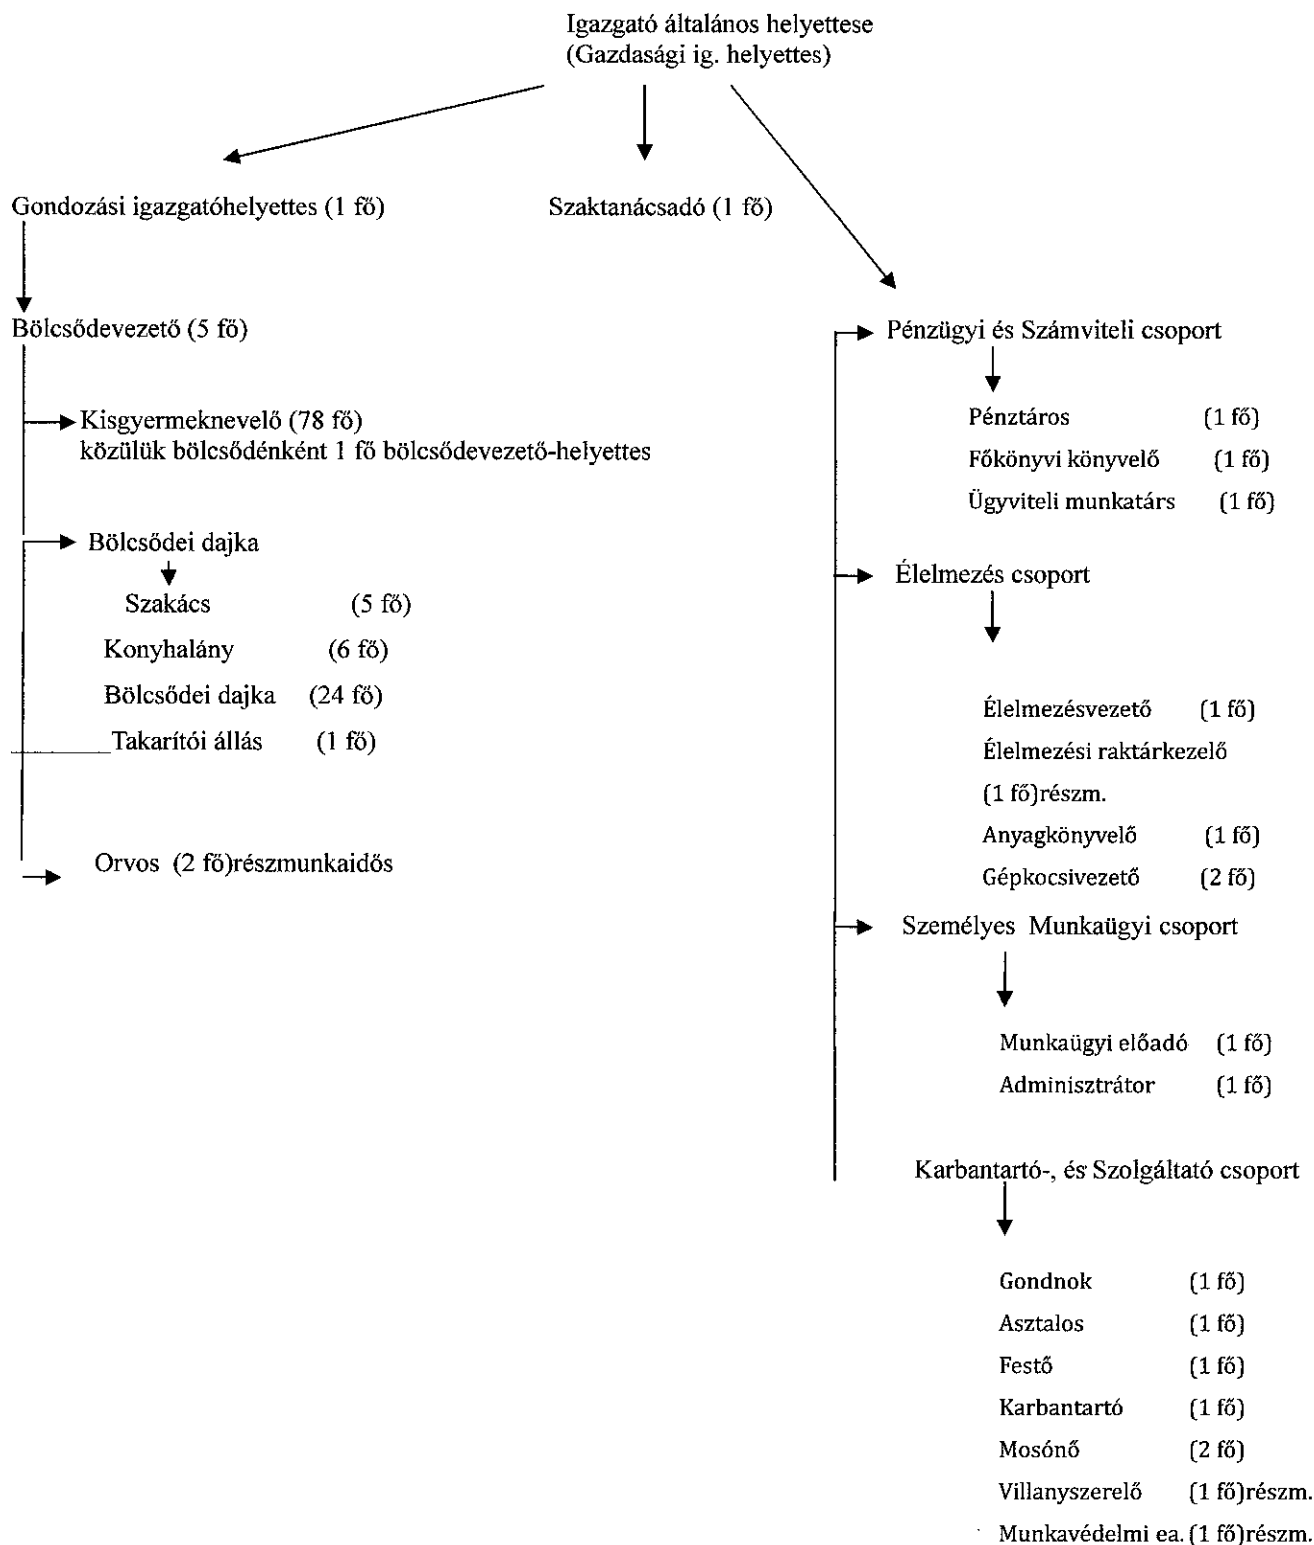 Igazgató általános helyettese
(Gazdasági ig. helyettes)
Gondozási igazgatóhelyettes (1 fő)
Szaktanácsadó (1 fő)
Bölcsődevezető (5 fő)
Kisgyermeknevelő (78 fő)
közülük bölcsődénként 1 fő bölcsődevezető-helyettes
Bölcsődei dajka
Szakács (5 fő)
Konyhalány (6 fő)
Bölcsődei dajka (24 fő)
Takarítói állás (1 fő)
Orvos (2 fő)részmunkaidős
Pénzügyi és Számviteli csoport
Pénztáros (1 fő)
Főkönyvi könyvelő (1 fő)
Ügyviteli munkatárs (1 fő)
Élelmezés csoport
Élelmezésvezető (1 fő)
Élelmezési raktárkezelő
(1 fő)részm.
Anyagkönyvelő (1 fő)
Gépkocsivezető (2 fő)
Személyes Munkaügyi csoport
Munkaügyi előadó (1 fő)
Adminisztrátor (1 fő)
Karbantartó-, és Szolgáltató csoport
Gondnok (1 fő)
Asztalos (1 fő)
Festő (1 fő)
Karbantartó (1 fő)
Mosónő (2 fő)
Villanyszerelő (1 fő)részm.
Munkavédelmi ea. (1 fő)részm.